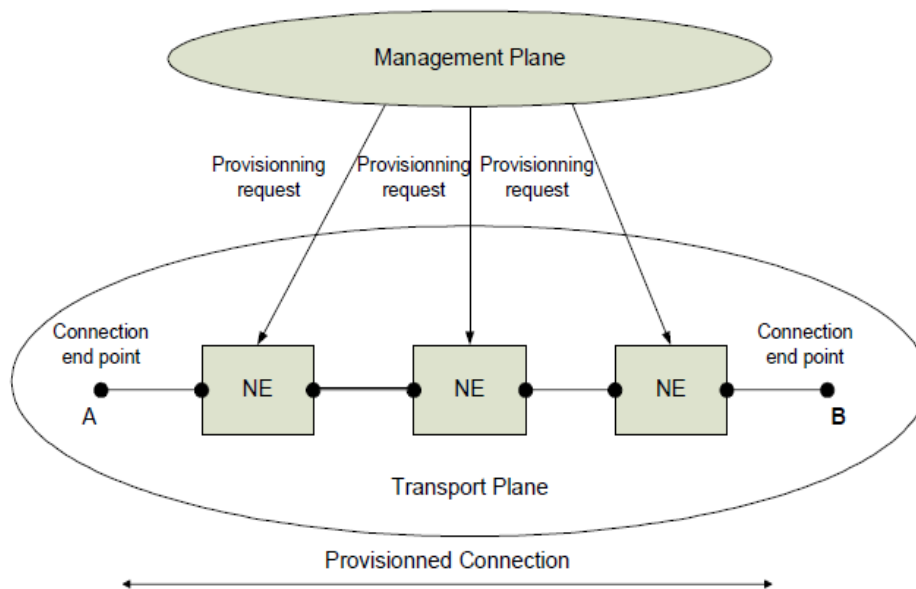 Management Plane
Provisionning Provisionning Provisionning
request request request
Connection Connection
end point end point
NE NE NE
A B
Transport Plane
Provisionned Connection